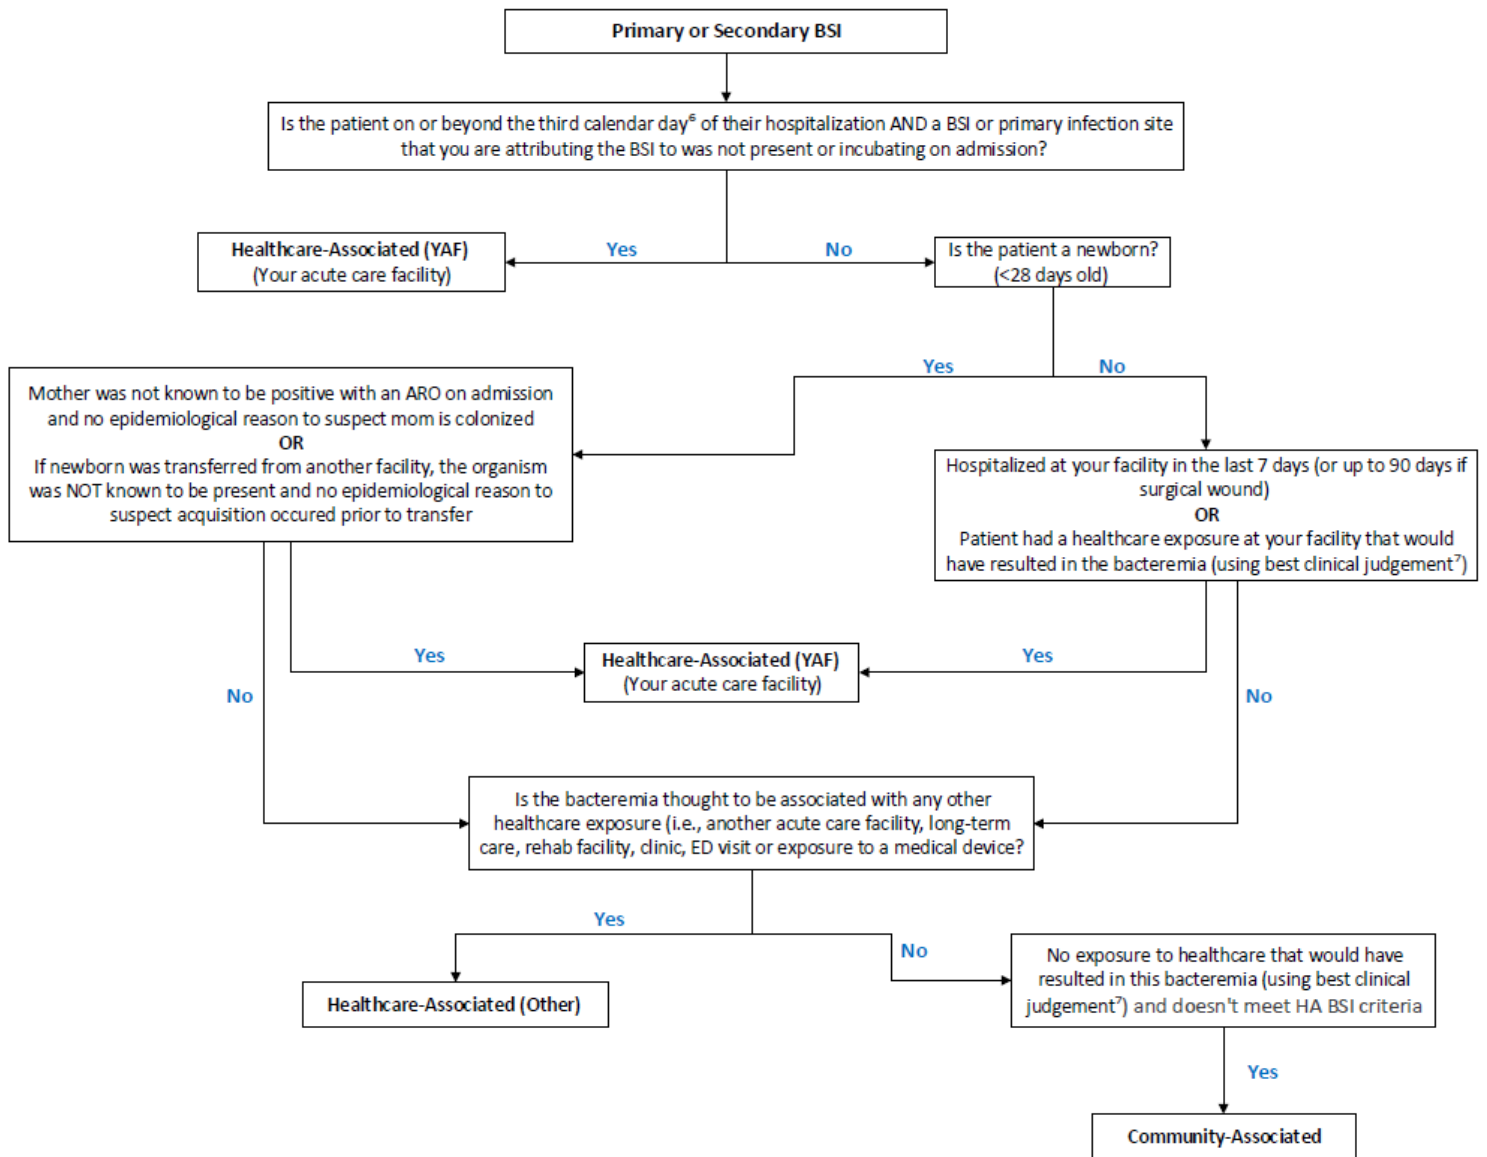 Primary or Secondary BSI
Is the patient on or beyond the third calendar day⁶ of their hospitalization AND a BSI or primary infection site
that you are attributing the BSI to was not present or incubating on admission?
Healthcare-Associated (YAF)
(Your acute care facility)
Yes
No
Is the patient a newborn?
(<28 days old)
Yes
No
Mother was not known to be positive with an ARO on admission
and no epidemiological reason to suspect mom is colonized
OR
If newborn was transferred from another facility, the organism
was NOT known to be present and no epidemiological reason to
suspect acquisition occured prior to transfer
Hospitalized at your facility in the last 7 days (or up to 90 days if
surgical wound)
OR
Patient had a healthcare exposure at your facility that would
have resulted in the bacteremia (using best clinical judgement⁷)
Yes
Healthcare-Associated (YAF)
(Your acute care facility)
Yes
No
No
Is the bacteremia thought to be associated with any other
healthcare exposure (i.e., another acute care facility, long-term
care, rehab facility, clinic, ED visit or exposure to a medical device?
Yes
No
Healthcare-Associated (Other)
No exposure to healthcare that would have
resulted in this bacteremia (using best clinical
judgement⁷) and doesn't meet HA BSI criteria
Yes
Community-Associated